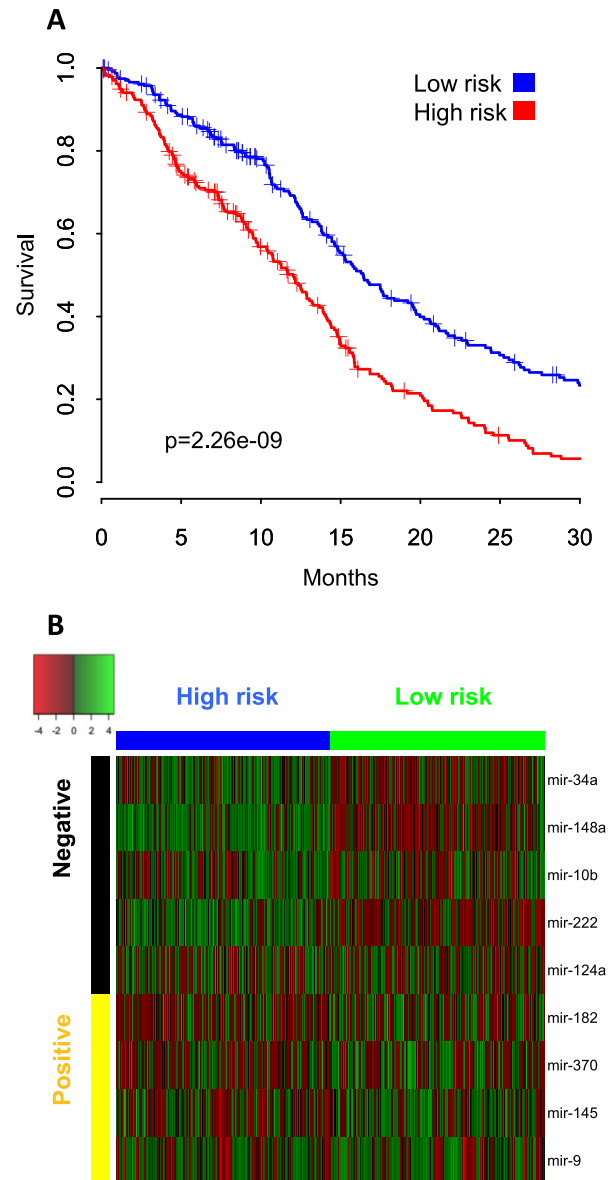 A
Low risk
High risk
Survival
1.0
0.8
0.6
0.4
0.2
0.0
p=2.26e-09
0 5 10 15 20 25 30
Months
B
-4 -2 0 2 4
High risk Low risk
Negative
mir-34a
mir-148a
mir-10b
mir-222
mir-124a
Positive
mir-182
mir-370
mir-145
mir-9